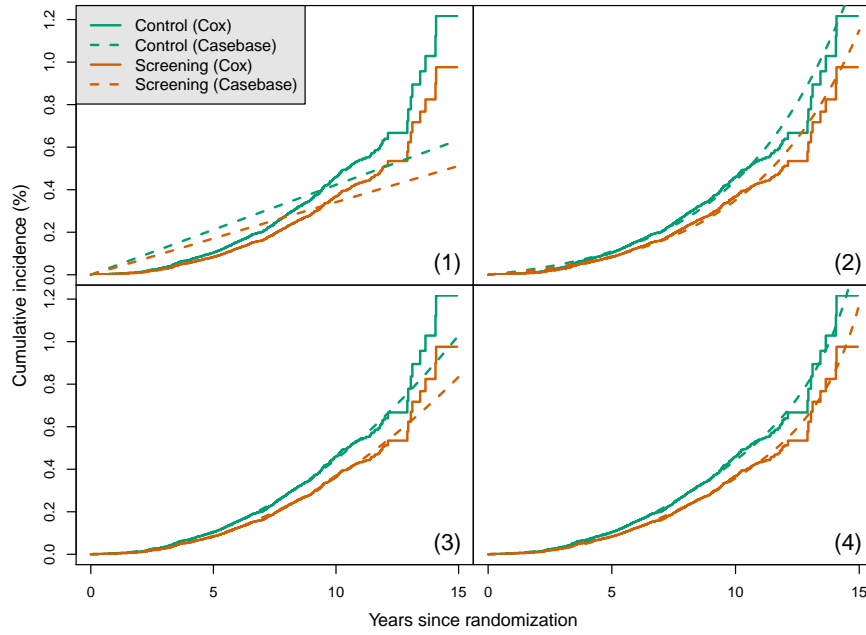 Control (Cox)
Control (Casebase)
Screening (Cox)
Screening (Casebase)
0.0 0.2 0.4 0.6 0.8 1.0 1.2
(1)
(2)
0.0 0.2 0.4 0.6 0.8 1.0 1.2
(3)
(4)
Cumulative incidence (%)
0 5 10 15
0 5 10 15
Years since randomization